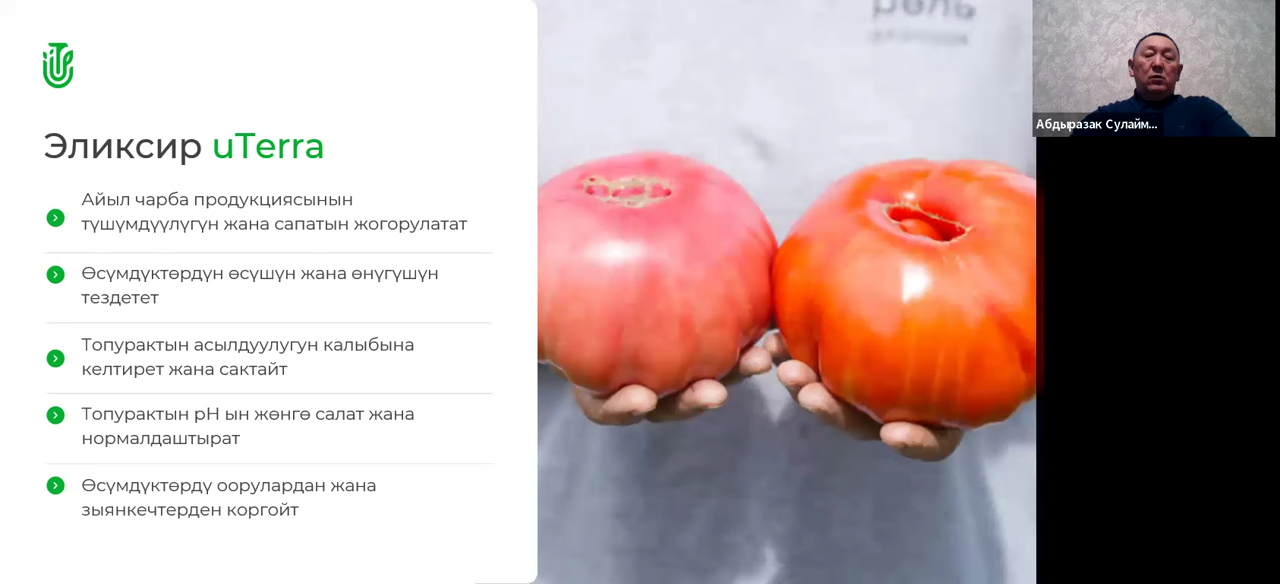 Эликсир uTerra
Айыл чарба продукциясынын
түшүмдүүлүгүн жана сапатын жогорулатат
Өсүмдүктөрдүн өсүшүн жана өнүгүшүн
тездетет
Топурактын асылдуулугун калыбына
келтирет жана сактайт
Топурактын pH ын жөнгө салат жана
нормалдаштырат
Өсүмдүктөрдү оорулардан жана
зыянкечтерден коргойт
Абдыразак Сулайм...